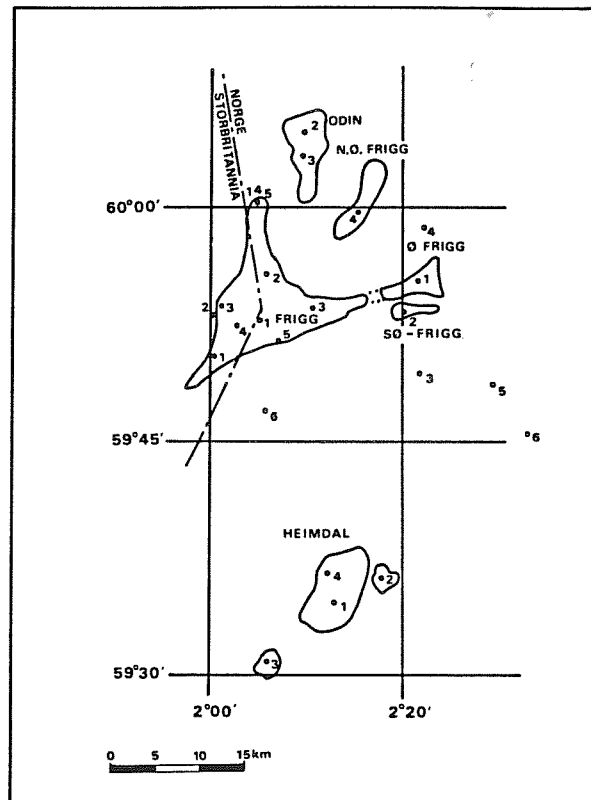 NORGE
STORBRITANNIA
2 ODIN
3
N.Ø. FRIGG
14 5
60°00'
4
4
Ø FRIGG
1
2
2 3
3
2
4
1 FRIGG
SØ-FRIGG
5
1
3
5
6
59°45'
6
HEIMDAL
4
2
1
3
59°30'
2°00'
2°20'
0 5 10 15km